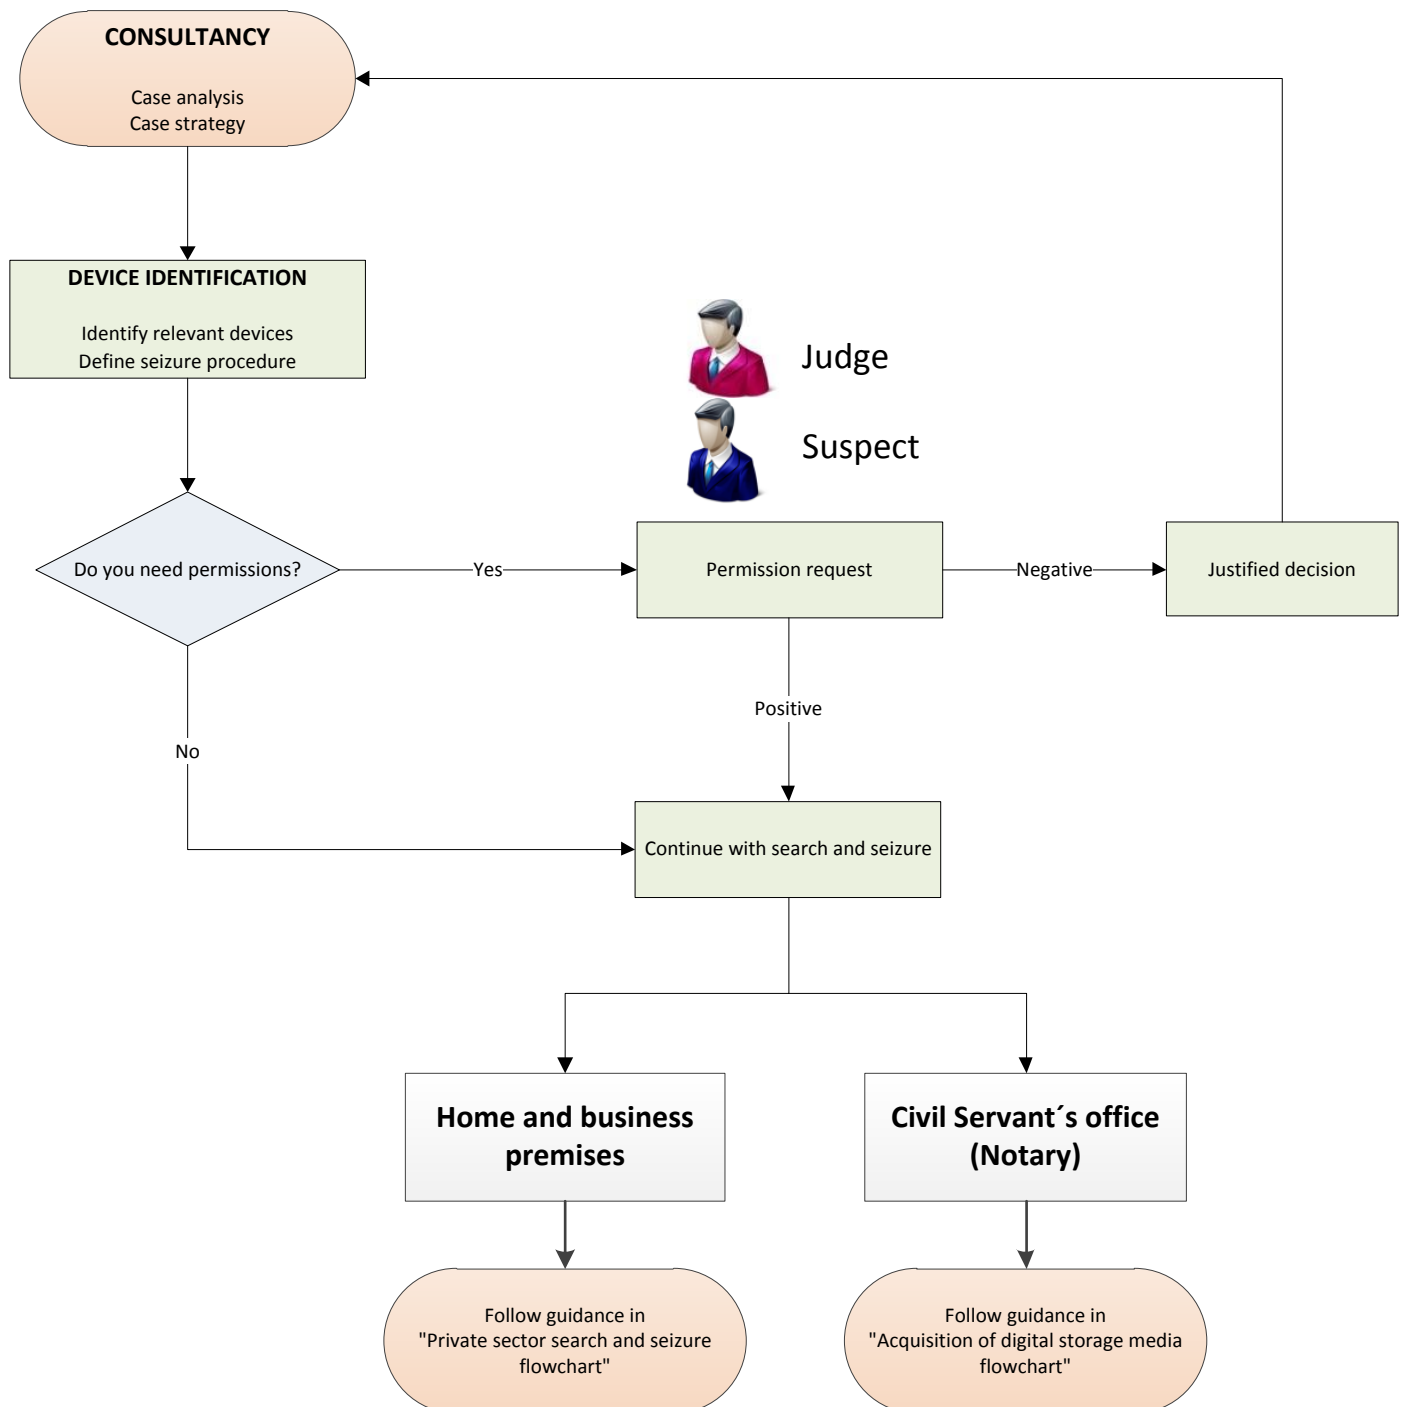 CONSULTANCY
Case analysis
Case strategy
DEVICE IDENTIFICATION
Identify relevant devices
Define seizure procedure
Judge
Suspect
Do you need permissions?
Yes
Permission request
Negative
Justified decision
Positive
No
Continue with search and seizure
Home and business
premises
Civil Servant´s office
(Notary)
Follow guidance in
"Private sector search and seizure
flowchart"
Follow guidance in
"Acquisition of digital storage media
flowchart"